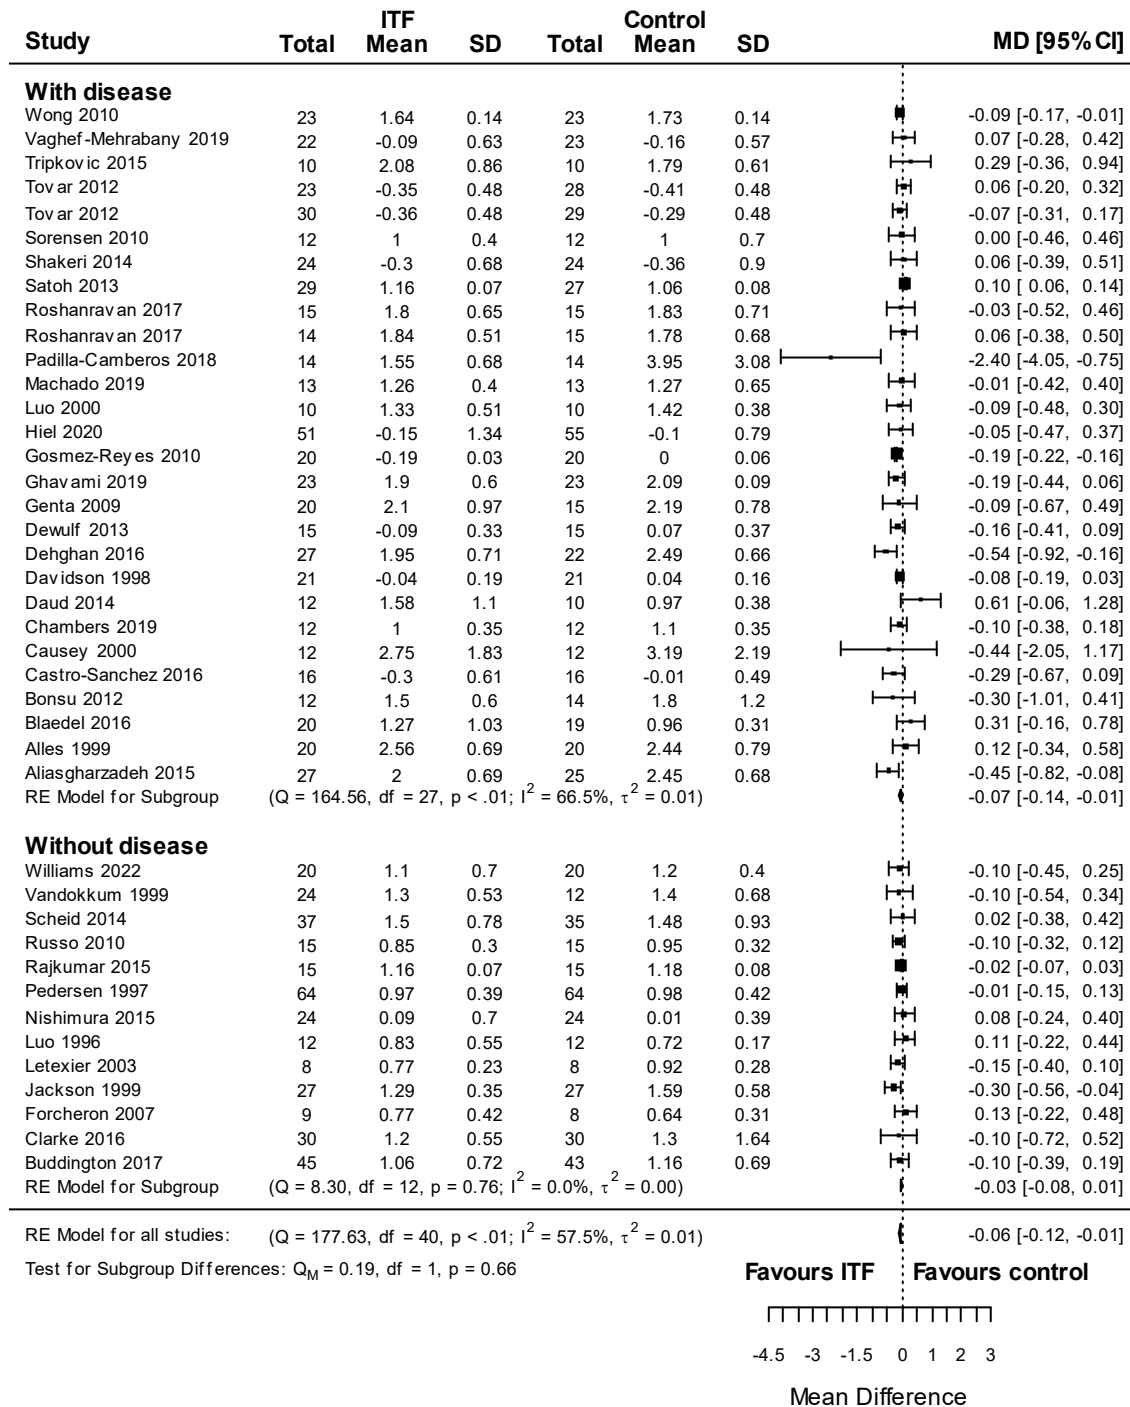 ITF Control
Study Total Mean SD Total Mean SD MD [95% CI]
With disease
Wong 2010 23 1.64 0.14 23 1.73 0.14 -0.09 [-0.17, -0.01]
Vaghef-Mehrabany 2019 22 -0.09 0.63 23 -0.16 0.57 0.07 [-0.28, 0.42]
Tripkovic 2015 10 2.08 0.86 10 1.79 0.61 0.29 [-0.36, 0.94]
Tovar 2012 23 -0.35 0.48 28 -0.41 0.48 0.06 [-0.20, 0.32]
Tovar 2012 30 -0.36 0.48 29 -0.29 0.48 -0.07 [-0.31, 0.17]
Sorensen 2010 12 1 0.4 12 1 0.7 0.00 [-0.46, 0.46]
Shakeri 2014 24 -0.3 0.68 24 -0.36 0.9 0.06 [-0.39, 0.51]
Satoh 2013 29 1.16 0.07 27 1.06 0.08 0.10 [ 0.06, 0.14]
Roshanravan 2017 15 1.8 0.65 15 1.83 0.71 -0.03 [-0.52, 0.46]
Roshanravan 2017 14 1.84 0.51 15 1.78 0.68 0.06 [-0.38, 0.50]
Padilla-Camberos 2018 14 1.55 0.68 14 3.95 3.08 -2.40 [-4.05, -0.75]
Machado 2019 13 1.26 0.4 13 1.27 0.65 -0.01 [-0.42, 0.40]
Luo 2000 10 1.33 0.51 10 1.42 0.38 -0.09 [-0.48, 0.30]
Hiel 2020 51 -0.15 1.34 55 -0.1 0.79 -0.05 [-0.47, 0.37]
Gosmez-Reyes 2010 20 -0.19 0.03 20 0 0.06 -0.19 [-0.22, -0.16]
Ghavami 2019 23 1.9 0.6 23 2.09 0.09 -0.19 [-0.44, 0.06]
Genta 2009 20 2.1 0.97 15 2.19 0.78 -0.09 [-0.67, 0.49]
Dewulf 2013 15 -0.09 0.33 15 0.07 0.37 -0.16 [-0.41, 0.09]
Dehghan 2016 27 1.95 0.71 22 2.49 0.66 -0.54 [-0.92, -0.16]
Davidson 1998 21 -0.04 0.19 21 0.04 0.16 -0.08 [-0.19, 0.03]
Daud 2014 12 1.58 1.1 10 0.97 0.38 0.61 [-0.06, 1.28]
Chambers 2019 12 1 0.35 12 1.1 0.35 -0.10 [-0.38, 0.18]
Causey 2000 12 2.75 1.83 12 3.19 2.19 -0.44 [-2.05, 1.17]
Castro-Sanchez 2016 16 -0.3 0.61 16 -0.01 0.49 -0.29 [-0.67, 0.09]
Bonsu 2012 12 1.5 0.6 14 1.8 1.2 -0.30 [-1.01, 0.41]
Blaedel 2016 20 1.27 1.03 19 0.96 0.31 0.31 [-0.16, 0.78]
Alles 1999 20 2.56 0.69 20 2.44 0.79 0.12 [-0.34, 0.58]
Aliasgharzadeh 2015 27 2 0.69 25 2.45 0.68 -0.45 [-0.82, -0.08]
RE Model for Subgroup (Q = 164.56, df = 27, p < .01; I² = 66.5%, τ² = 0.01) -0.07 [-0.14, -0.01]
Without disease
Williams 2022 20 1.1 0.7 20 1.2 0.4 -0.10 [-0.45, 0.25]
Vandokkum 1999 24 1.3 0.53 12 1.4 0.68 -0.10 [-0.54, 0.34]
Scheid 2014 37 1.5 0.78 35 1.48 0.93 0.02 [-0.38, 0.42]
Russo 2010 15 0.85 0.3 15 0.95 0.32 -0.10 [-0.32, 0.12]
Rajkumar 2015 15 1.16 0.07 15 1.18 0.08 -0.02 [-0.07, 0.03]
Pedersen 1997 64 0.97 0.39 64 0.98 0.42 -0.01 [-0.15, 0.13]
Nishimura 2015 24 0.09 0.7 24 0.01 0.39 0.08 [-0.24, 0.40]
Luo 1996 12 0.83 0.55 12 0.72 0.17 0.11 [-0.22, 0.44]
Letexier 2003 8 0.77 0.23 8 0.92 0.28 -0.15 [-0.40, 0.10]
Jackson 1999 27 1.29 0.35 27 1.59 0.58 -0.30 [-0.56, -0.04]
Forcheron 2007 9 0.77 0.42 8 0.64 0.31 0.13 [-0.22, 0.48]
Clarke 2016 30 1.2 0.55 30 1.3 1.64 -0.10 [-0.72, 0.52]
Buddington 2017 45 1.06 0.72 43 1.16 0.69 -0.10 [-0.39, 0.19]
RE Model for Subgroup (Q = 8.30, df = 12, p = 0.76; I² = 0.0%, τ² = 0.00) -0.03 [-0.08, 0.01]
RE Model for all studies: (Q = 177.63, df = 40, p < .01; I² = 57.5%, τ² = 0.01) -0.06 [-0.12, -0.01]
Test for Subgroup Differences: Q_M = 0.19, df = 1, p = 0.66
Favours ITF Favours control
-4.5 -3 -1.5 0 1 2 3
Mean Difference